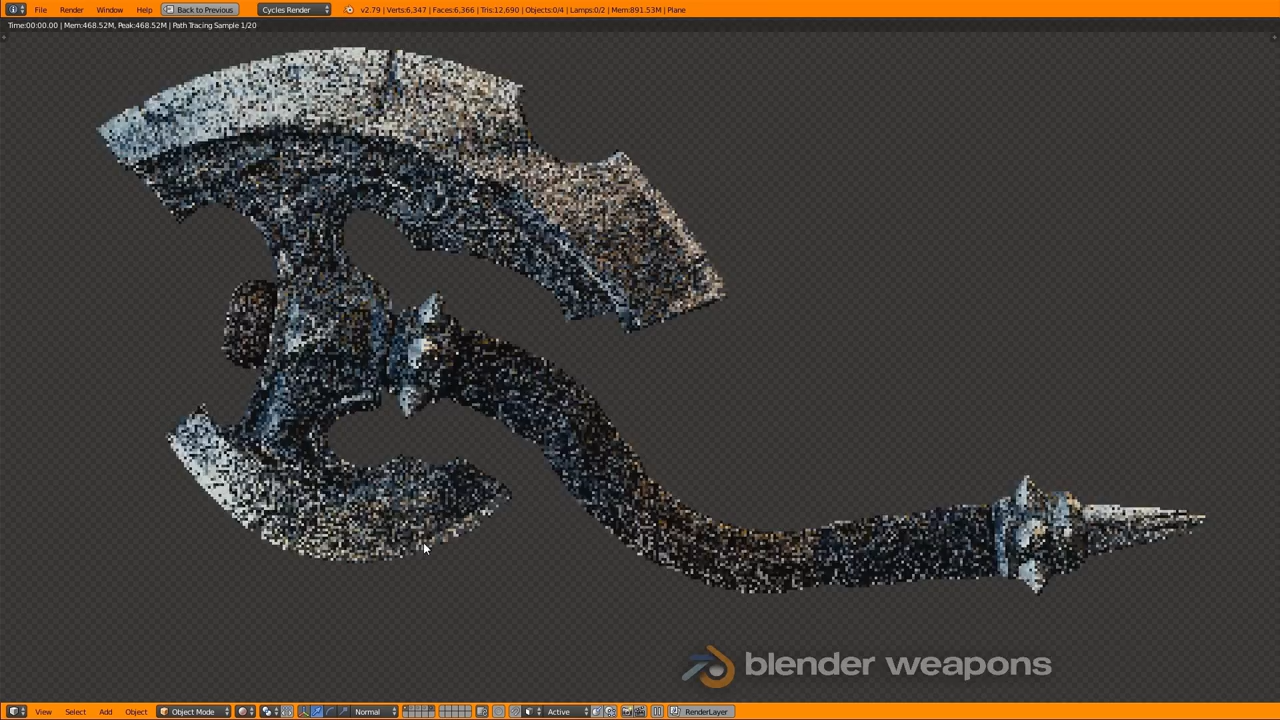 File Render Window Help Back to Previous Cycles Render v2.79 | Verts:6,347 | Faces:6,366 | Tris:12,690 | Objects:0/4 | Lamps:0/2 | Mem:891.53M | Plane
Time:00:00.00 | Mem:468.52M, Peak:468.52M | Path Tracing Sample 1/20
blender weapons
View Select Add Object Object Mode Normal Active RenderLayer